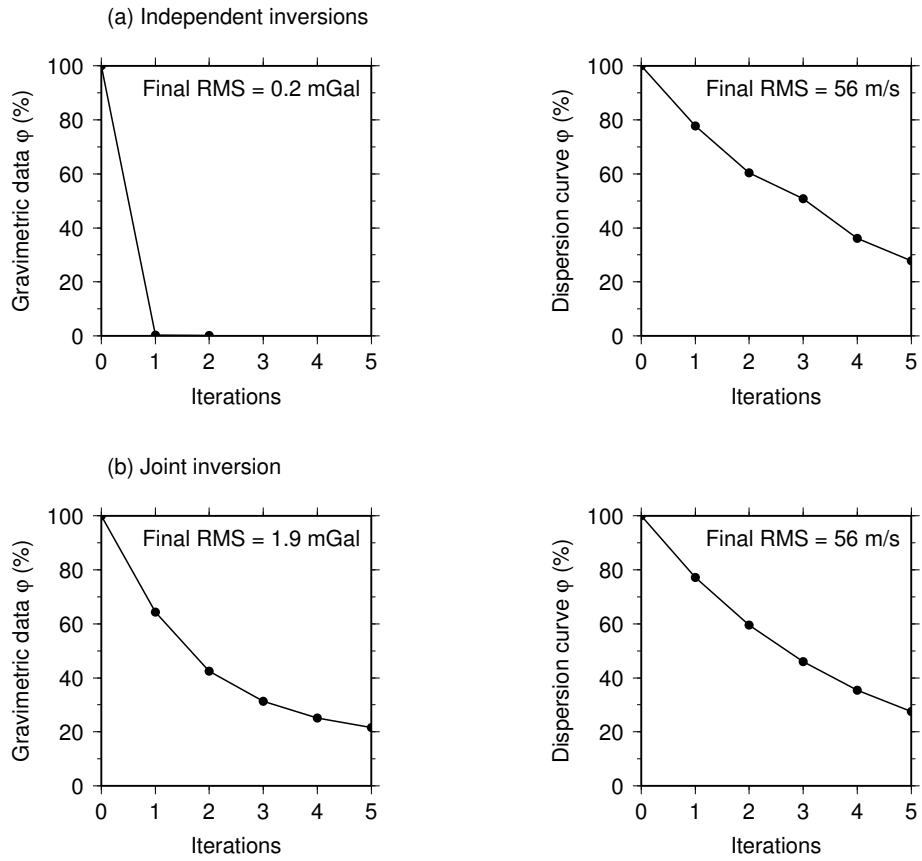 (a) Independent inversions
Gravimetric data φ (%)
100
80
60
40
20
0
Final RMS = 0.2 mGal
0 1 2 3 4 5
Iterations
Dispersion curve φ (%)
100
80
60
40
20
0
Final RMS = 56 m/s
0 1 2 3 4 5
Iterations
(b) Joint inversion
Gravimetric data φ (%)
100
80
60
40
20
0
Final RMS = 1.9 mGal
0 1 2 3 4 5
Iterations
Dispersion curve φ (%)
100
80
60
40
20
0
Final RMS = 56 m/s
0 1 2 3 4 5
Iterations